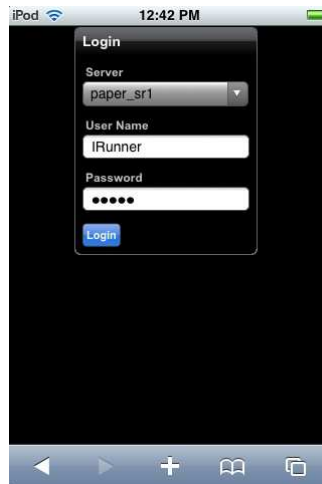 iPod 12:42 PM
Login
Server
paper_sr1
User Name
IRunner
Password
●●●●●
Login